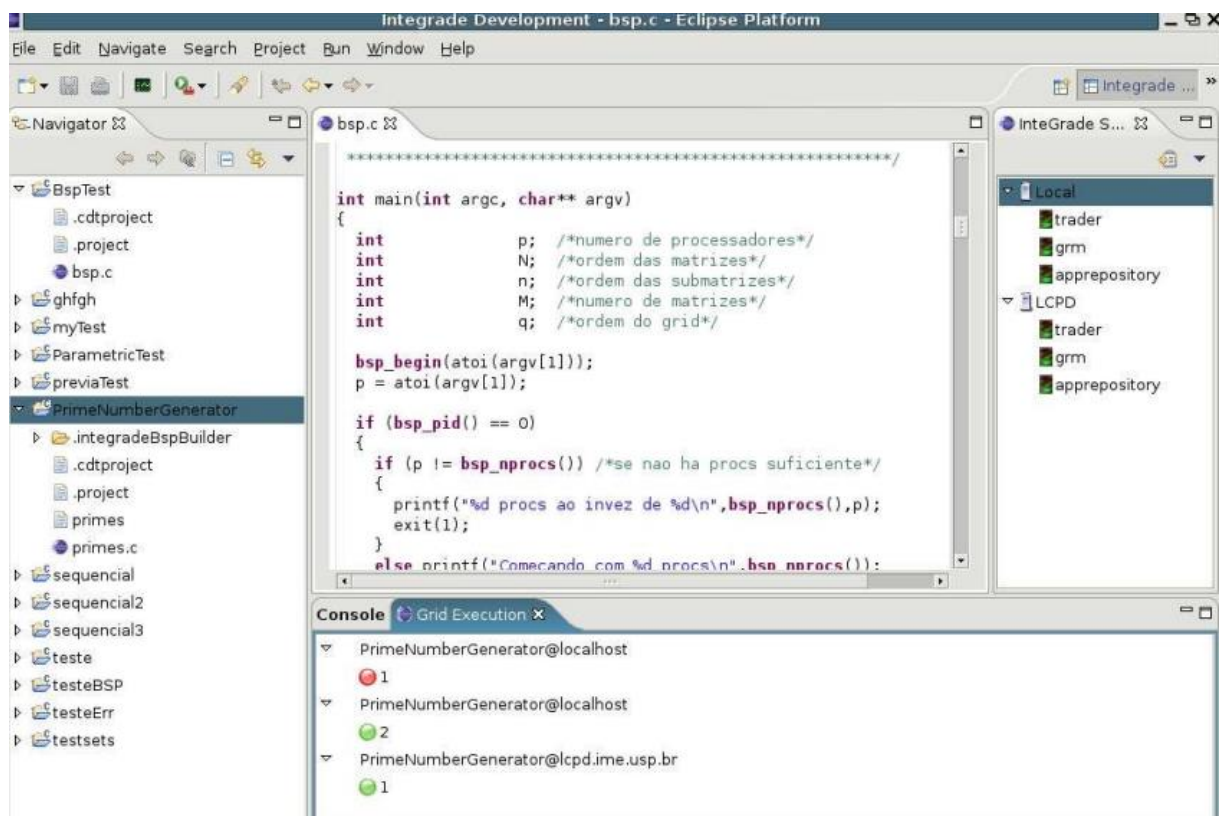 Integrade Development - bsp.c - Eclipse Platform
File Edit Navigate Search Project Run Window Help
Integrade ... »
Navigator
BspTest
.cdtproject
.project
bsp.c
ghfgh
myTest
ParametricTest
previaTest
PrimeNumberGenerator
.integradeBspBuilder
.cdtproject
.project
primes
primes.c
sequencial
sequencial2
sequencial3
teste
testeBSP
testeErr
testsets
bsp.c
*********************************************************/
int main(int argc, char** argv)
{
int p; /*numero de processadores*/
int N; /*ordem das matrizes*/
int n; /*ordem das submatrizes*/
int M; /*numero de matrizes*/
int q; /*ordem do grid*/
bsp_begin(atoi(argv[1]));
p = atoi(argv[1]);
if (bsp_pid() == 0)
{
if (p != bsp_nprocs()) /*se nao ha procs suficiente*/
{
printf("%d procs ao invez de %d\n",bsp_nprocs(),p);
exit(1);
}
else printf("Comecando com %d procs\n",bsp_nprocs());
InteGrade S...
Local
trader
grm
apprepository
LCPD
trader
grm
apprepository
Console Grid Execution
PrimeNumberGenerator@localhost
1
PrimeNumberGenerator@localhost
2
PrimeNumberGenerator@lcpd.ime.usp.br
1